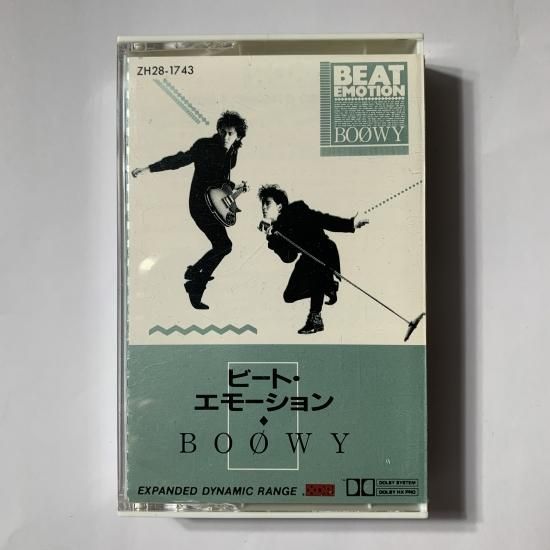 ZH28-1743
BEAT
EMOTION
BOØWY
ビート・
エモーション
BOØWY
EXPANDED DYNAMIC RANGE
DOLBY SYSTEM
DOLBY HX PRO